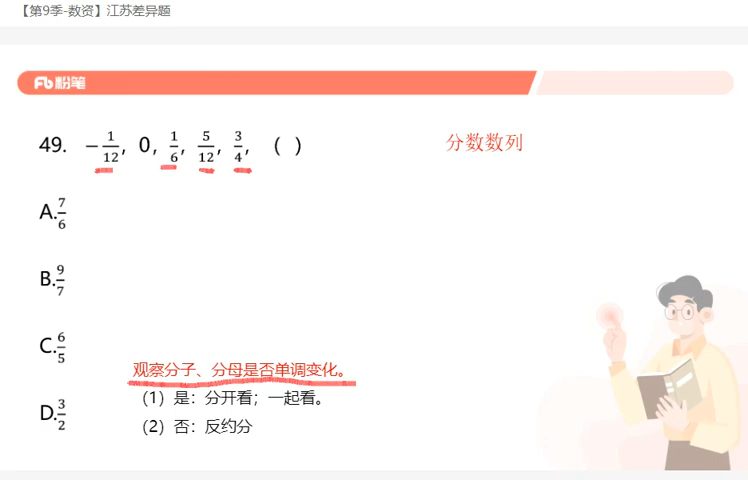 【第9季-数资】江苏差异题
粉笔
49. −1/12, 0, 1/6, 5/12, 3/4, ( )
分数数列
A.7/6
B.9/7
C.6/5
观察分子、分母是否单调变化。
（1）是：分开看；一起看。
D.3/2
（2）否：反约分